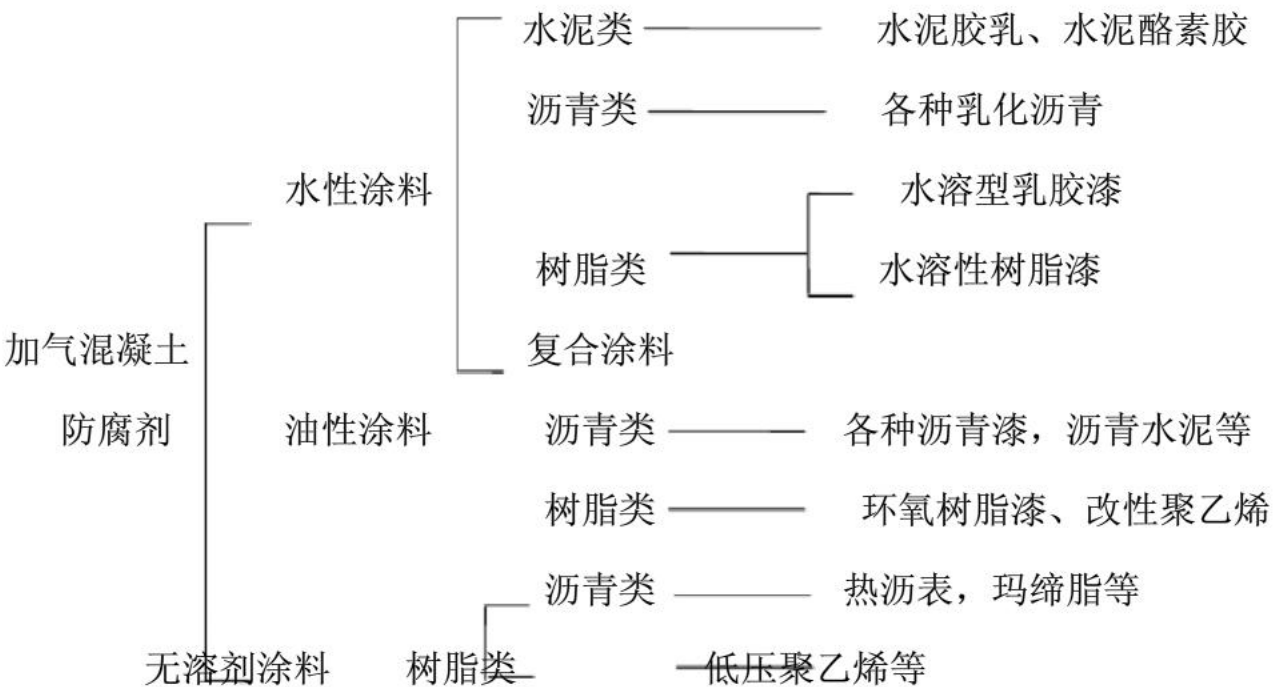 水泥类 水泥胶乳、水泥酪素胶
沥青类 各种乳化沥青
水性涂料 水溶型乳胶漆
树脂类 水溶性树脂漆
加气混凝土 复合涂料
防腐剂 油性涂料 沥青类 各种沥青漆，沥青水泥等
树脂类 环氧树脂漆、改性聚乙烯
沥青类 热沥表，玛缔脂等
无溶剂涂料 树脂类 低压聚乙烯等